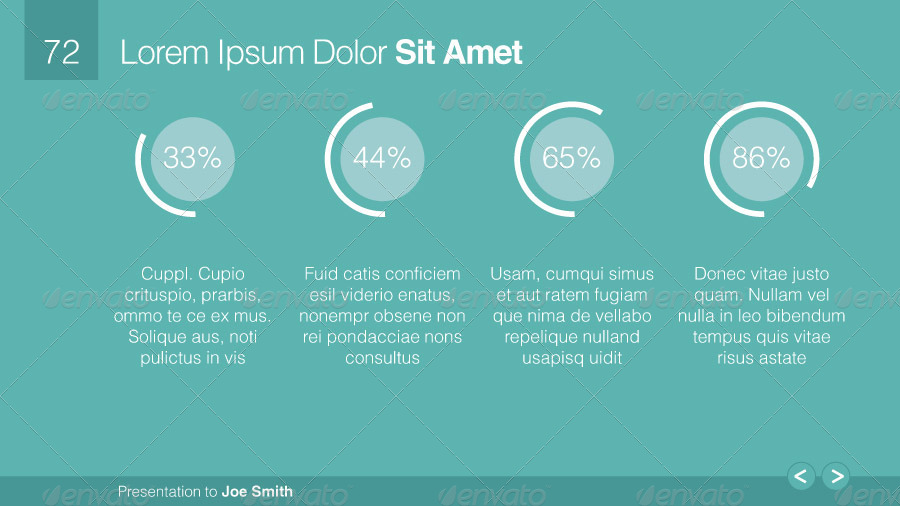 72
Lorem Ipsum Dolor Sit Amet
33%
44%
65%
86%
Cuppl. Cupio
crituspio, prarbis,
ommo te ce ex mus.
Solique aus, noti
pulictus in vis
Fuid catis conficiem
esil viderio enatus,
nonempr obsene non
rei pondacciae nons
consultus
Usam, cumqui simus
et aut ratem fugiam
que nima de vellabo
repelique nulland
usapisq uidit
Donec vitae justo
quam. Nullam vel
nulla in leo bibendum
tempus quis vitae
risus astate
Presentation to Joe Smith
< >
envato